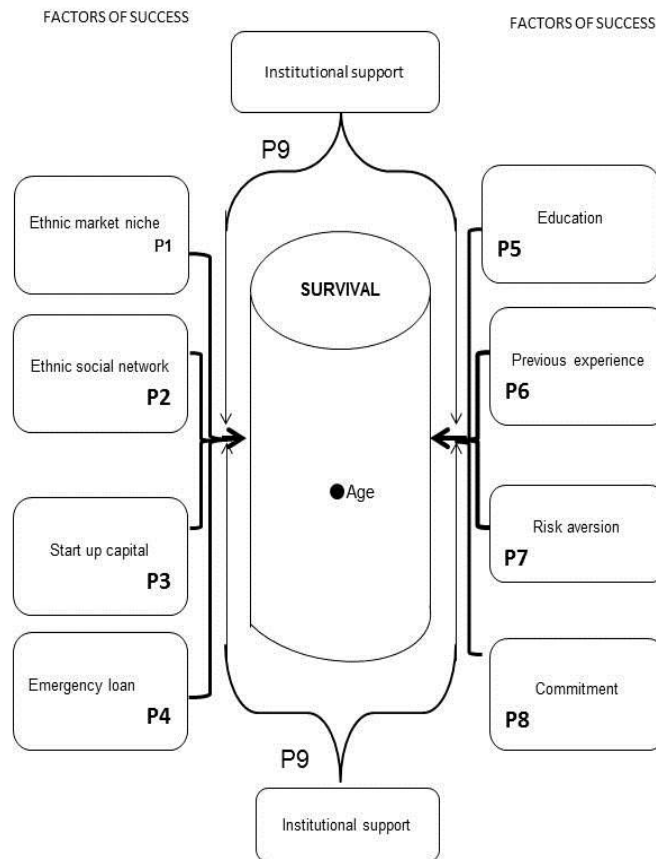 FACTORS OF SUCCESS
FACTORS OF SUCCESS
Institutional support
P9
Ethnic market niche
P1
Education
P5
SURVIVAL
Ethnic social network
P2
Previous experience
P6
Age
Start up capital
P3
Risk aversion
P7
Emergency loan
P4
Commitment
P8
P9
Institutional support